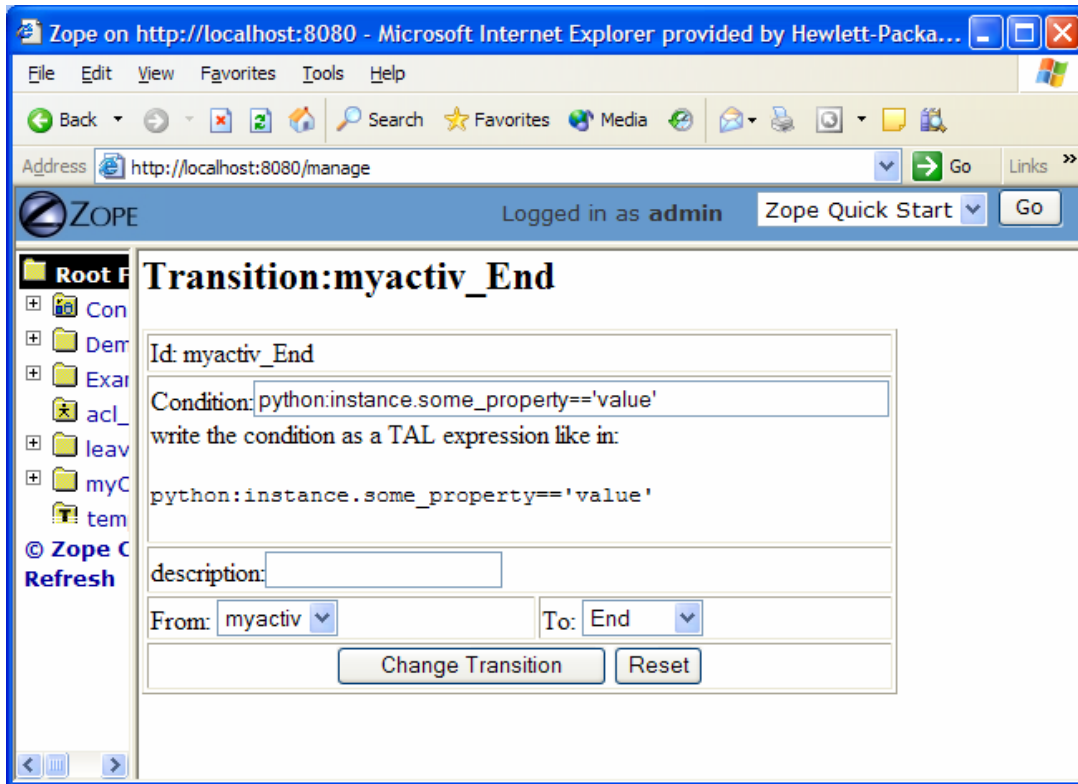 Zope on http://localhost:8080 - Microsoft Internet Explorer provided by Hewlett-Packa...
File Edit View Favorites Tools Help
Back Search Favorites Media
Address http://localhost:8080/manage Go Links »
ZOPE Logged in as admin Zope Quick Start Go
Root F
Con
Dem
Exar
acl_
leav
myC
tem
© Zope C
Refresh
Transition:myactiv_End
Id: myactiv_End
Condition: python:instance.some_property=='value'
write the condition as a TAL expression like in:
python:instance.some_property=='value'
description:
From: myactiv To: End
Change Transition Reset